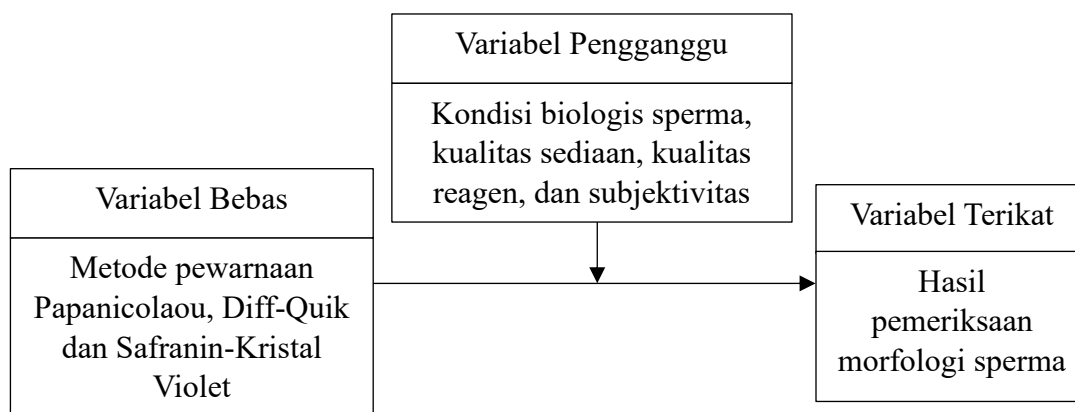 Variabel Pengganggu
Kondisi biologis sperma,
kualitas sediaan, kualitas
reagen, dan subjektivitas
Variabel Bebas
Metode pewarnaan
Papanicolaou, Diff-Quik
dan Safranin-Kristal
Violet
Variabel Terikat
Hasil
pemeriksaan
morfologi sperma